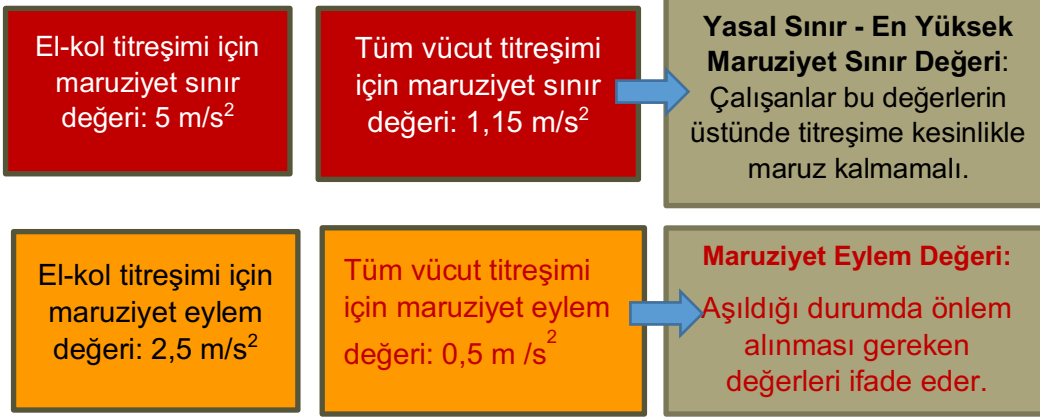 El-kol titreşimi için
maruziyet sınır
değeri: 5 m/s²
Tüm vücut titreşimi
için maruziyet sınır
değeri: 1,15 m/s²
Yasal Sınır - En Yüksek
Maruziyet Sınır Değeri:
Çalışanlar bu değerlerin
üstünde titreşime kesinlikle
maruz kalmamalı.
El-kol titreşimi için
maruziyet eylem
değeri: 2,5 m/s²
Tüm vücut titreşimi
için maruziyet eylem
değeri: 0,5 m /s²
Maruziyet Eylem Değeri:
Aşıldığı durumda önlem
alınması gereken
değerleri ifade eder.